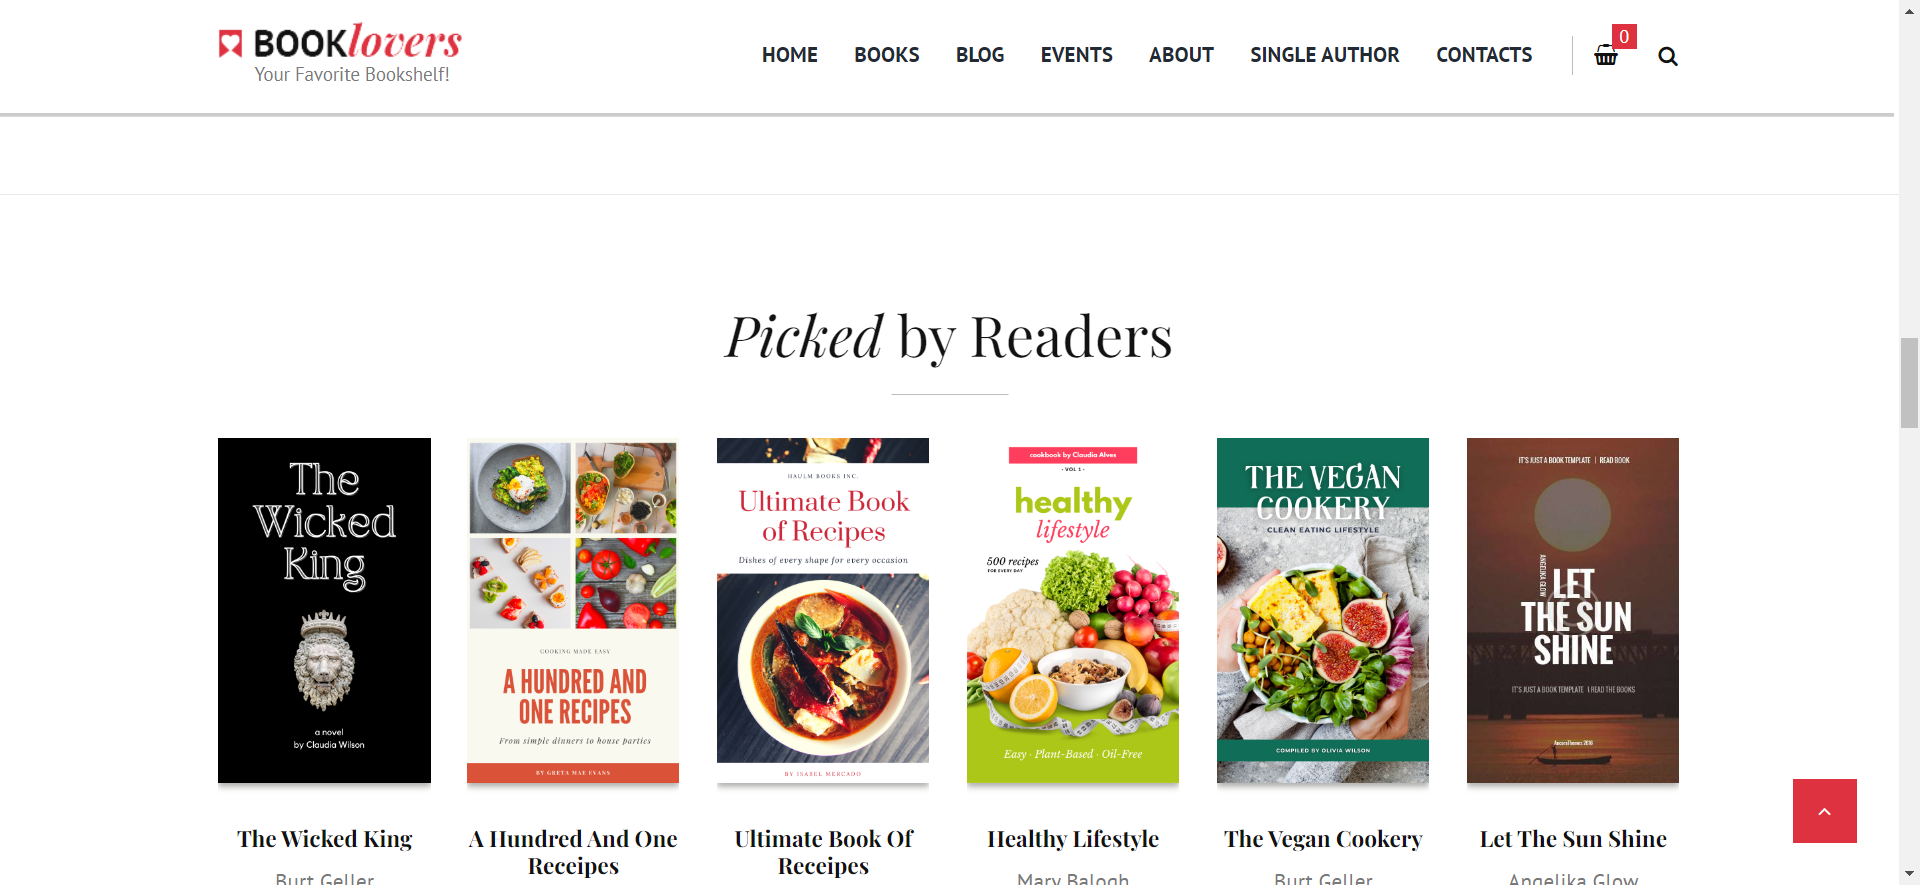 BOOKlovers
Your Favorite Bookshelf!
HOME BOOKS BLOG EVENTS ABOUT SINGLE AUTHOR CONTACTS 0
Picked by Readers
The
Wicked
King
a novel
by Claudia Wilson
COOKING MADE EASY
A HUNDRED AND
ONE RECIPES
From simple dinners to house parties
BY GRETA MAE EVANS
HAULM BOOKS INC.
Ultimate Book
of Recipes
Dishes of every shape for every occasion
BY ISABEL MERCADO
cookbook by Claudia Alves
• VOL 1 •
healthy
lifestyle
500 recipes
FOR EVERY DAY
Easy · Plant-Based · Oil-Free
THE VEGAN
COOKERY
CLEAN EATING LIFESTYLE
COMPILED BY OLIVIA WILSON
IT'S JUST A BOOK TEMPLATE | READ BOOK
ANGELIKA GLOW
LET
THE SUN
SHINE
IT'S JUST A BOOK TEMPLATE | READ THE BOOKS
AncoraThemes 2018
The Wicked King
Burt Geller
A Hundred And One
Receipes
Ultimate Book Of
Receipes
Healthy Lifestyle
Mary Balogh
The Vegan Cookery
Burt Geller
Let The Sun Shine
Angelika Glow